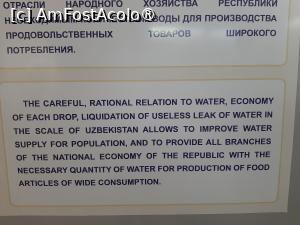 [c] AmFostAcolo®
ОТРАСЛИ НАРОДНОГО ХОЗЯЙСТВА РЕСПУБЛИКИ
ВОДЫ ДЛЯ ПРОИЗВОДСТВА
ПРОДОВОЛЬСТВЕННЫХ ТОВАРОВ ШИРОКОГО
ПОТРЕБЛЕНИЯ.
THE CAREFUL, RATIONAL RELATION TO WATER, ECONOMY
OF EACH DROP, LIQUIDATION OF USELESS LEAK OF WATER IN
THE SCALE OF UZBEKISTAN ALLOWS TO IMPROVE WATER
SUPPLY FOR POPULATION, AND TO PROVIDE ALL BRANCHES
OF THE NATIONAL ECONOMY OF THE REPUBLIC WITH THE
NECESSARY QUANTITY OF WATER FOR PRODUCTION OF FOOD
ARTICLES OF WIDE CONSUMPTION.